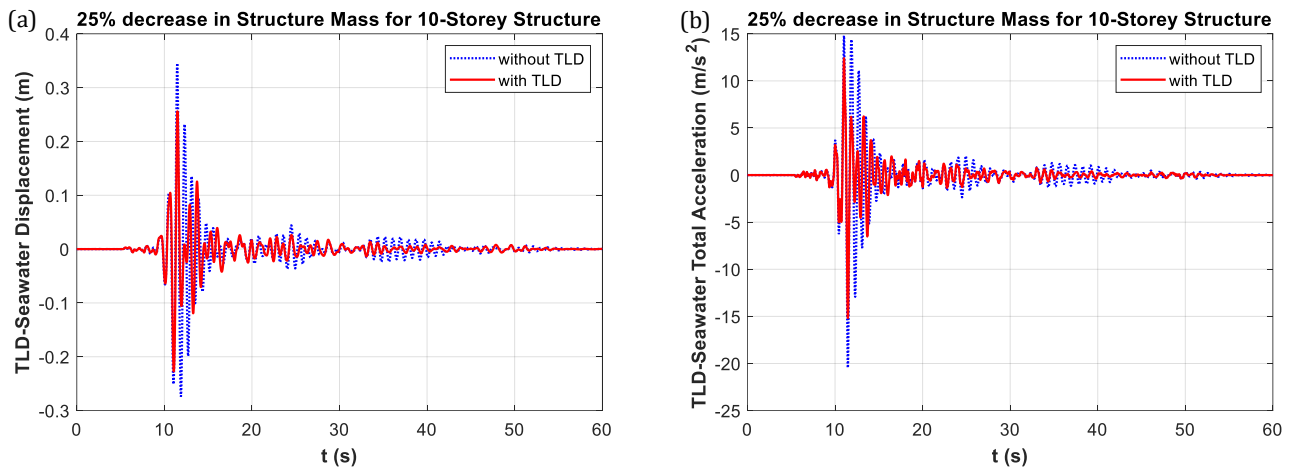 (a)
25% decrease in Structure Mass for 10-Storey Structure
0.4
0.3
0.2
0.1
0
-0.1
-0.2
-0.3
TLD-Seawater Displacement (m)
without TLD
with TLD
0 10 20 30 40 50 60
t (s)
(b)
25% decrease in Structure Mass for 10-Storey Structure
15
10
5
0
-5
-10
-15
-20
-25
TLD-Seawater Total Acceleration (m/s²)
without TLD
with TLD
0 10 20 30 40 50 60
t (s)